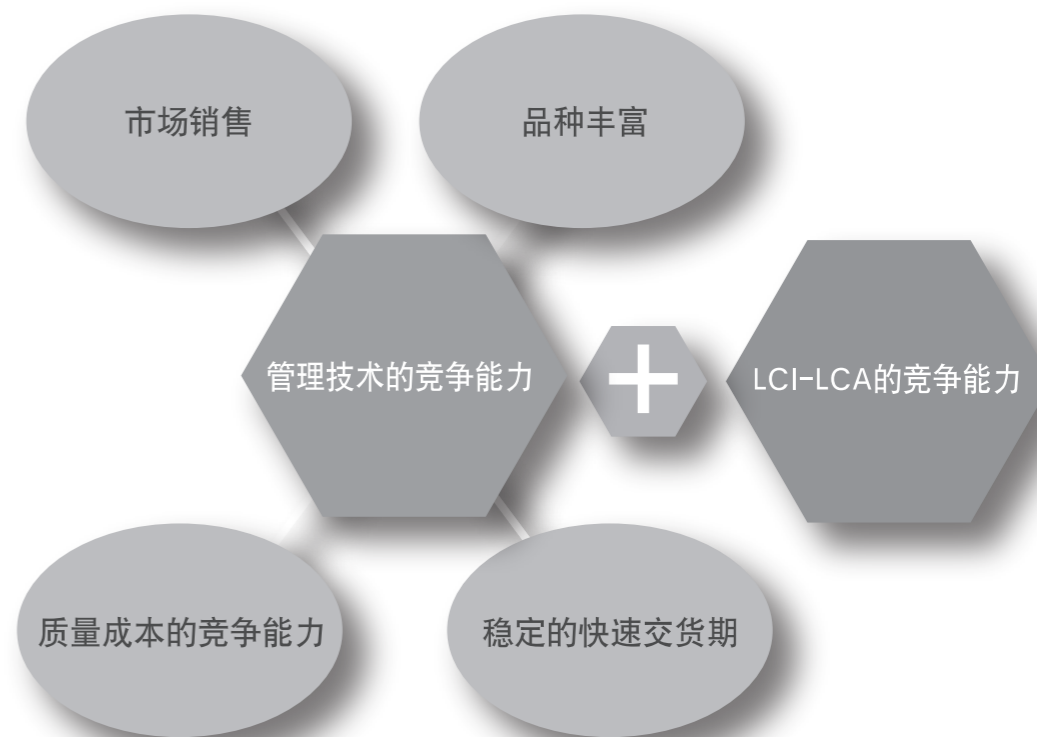 市场销售
品种丰富
管理技术的竞争能力
+
LCI-LCA的竞争能力
质量成本的竞争能力
稳定的快速交货期